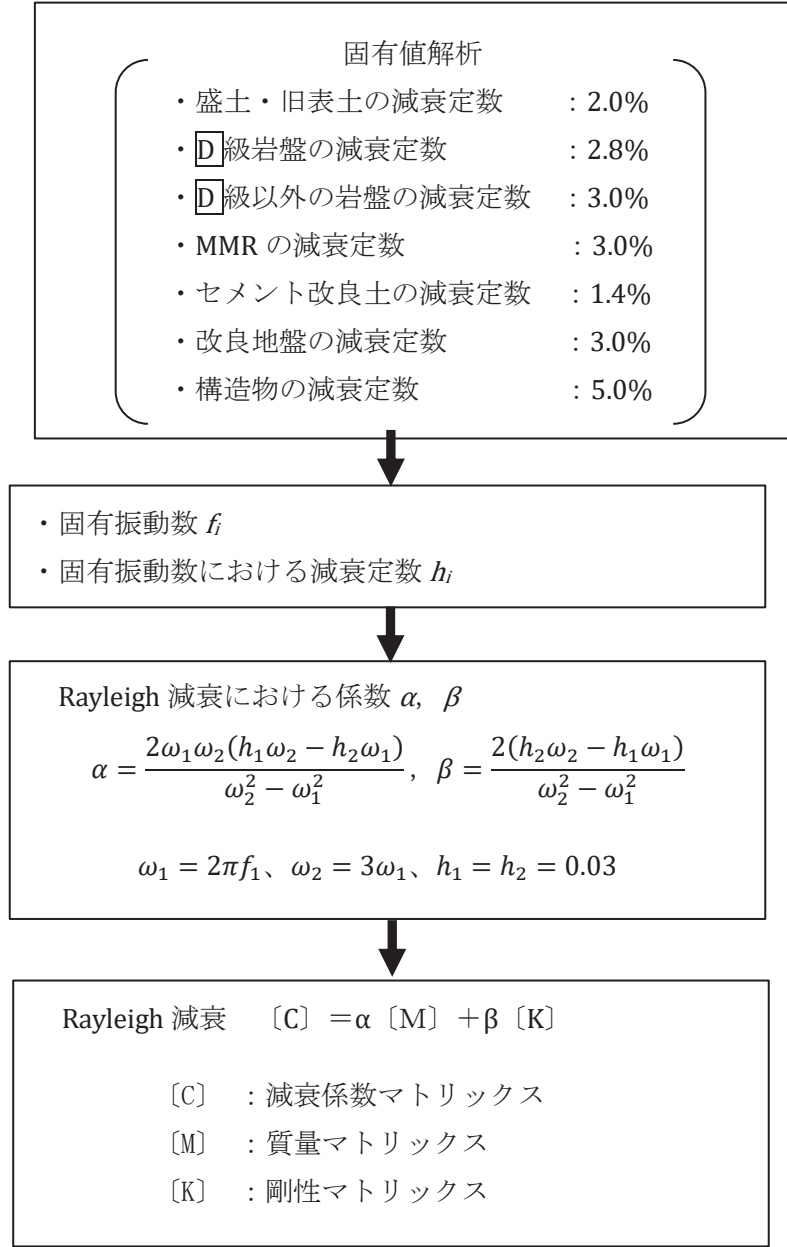 固有値解析
・盛土・旧表土の減衰定数 : 2.0%
・D級岩盤の減衰定数 : 2.8%
・D級以外の岩盤の減衰定数 : 3.0%
・MMR の減衰定数 : 3.0%
・セメント改良土の減衰定数 : 1.4%
・改良地盤の減衰定数 : 3.0%
・構造物の減衰定数 : 5.0%
・固有振動数 fᵢ
・固有振動数における減衰定数 hᵢ
Rayleigh 減衰における係数 α, β
α = 2ω₁ω₂(h₁ω₂ − h₂ω₁) / (ω₂² − ω₁²), β = 2(h₂ω₂ − h₁ω₁) / (ω₂² − ω₁²)
ω₁ = 2πf₁、ω₂ = 3ω₁、h₁ = h₂ = 0.03
Rayleigh 減衰 〔C〕＝α〔M〕＋β〔K〕
〔C〕 : 減衰係数マトリックス
〔M〕 : 質量マトリックス
〔K〕 : 剛性マトリックス